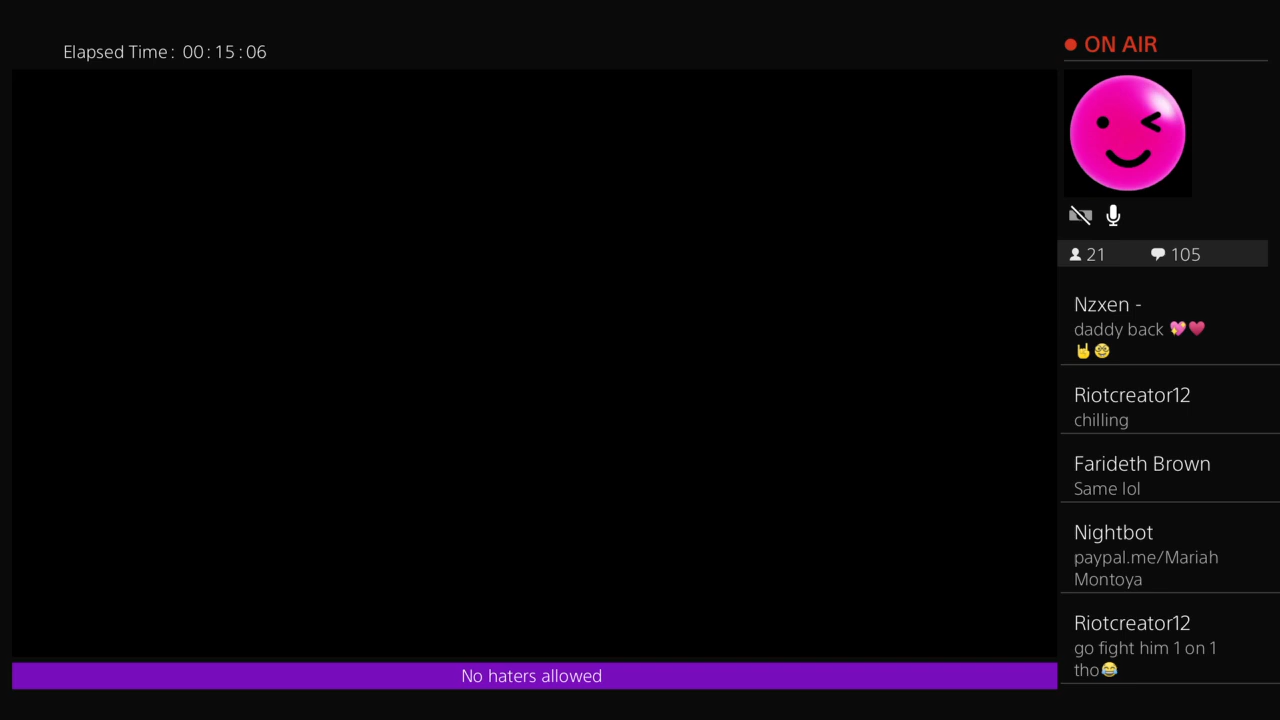 Elapsed Time: 00:15:06
ON AIR
21 105
Nzxen -
daddy back 💖❤️
🤘🤓
Riotcreator12
chilling
Farideth Brown
Same lol
Nightbot
paypal.me/Mariah
Montoya
Riotcreator12
go fight him 1 on 1
tho😂
No haters allowed